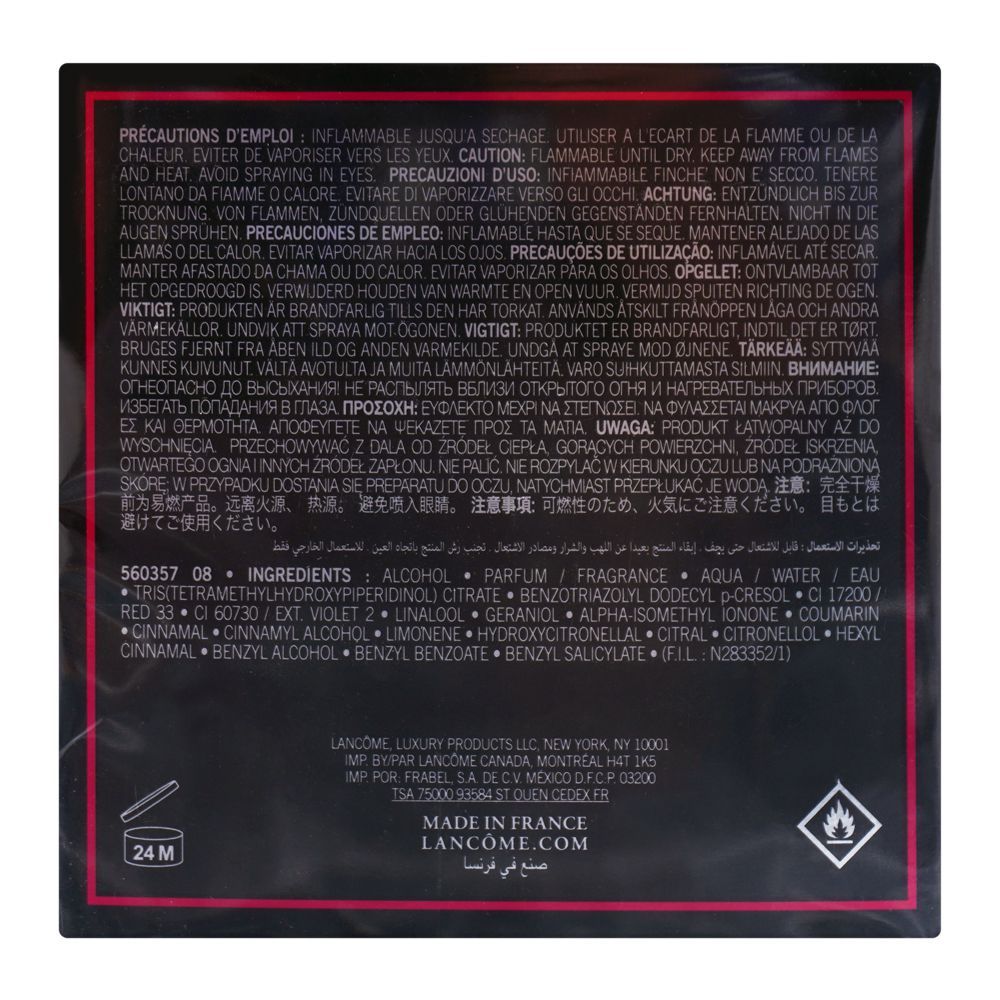 PRÉCAUTIONS D'EMPLOI : INFLAMMABLE JUSQU'A SECHAGE. UTILISER A L'ECART DE LA FLAMME OU DE LA
CHALEUR. EVITER DE VAPORISER VERS LES YEUX. CAUTION: FLAMMABLE UNTIL DRY. KEEP AWAY FROM FLAMES
AND HEAT. AVOID SPRAYING IN EYES. PRECAUZIONI D'USO: INFIAMMABILE FINCHE' NON E' SECCO. TENERE
LONTANO DA FIAMME O CALORE. EVITARE DI VAPORIZZARE VERSO GLI OCCHI. ACHTUNG: ENTZÜNDLICH BIS ZUR
TROCKNUNG. VON FLAMMEN, ZÜNDQUELLEN ODER GLÜHENDEN GEGENSTÄNDEN FERNHALTEN. NICHT IN DIE
AUGEN SPRÜHEN. PRECAUCIONES DE EMPLEO: INFLAMABLE HASTA QUE SE SEQUE. MANTENER ALEJADO DE LAS
LLAMAS O DEL CALOR. EVITAR VAPORIZAR HACIA LOS OJOS. PRECAUÇÕES DE UTILIZAÇÃO: INFLAMÁVEL ATÉ SECAR.
MANTER AFASTADO DA CHAMA OU DO CALOR. EVITAR VAPORIZAR PARA OS OLHOS. OPGELET: ONTVLAMBAAR TOT
HET OPGEDROOGD IS. VERWIJDERD HOUDEN VAN WARMTE EN OPEN VUUR. VERMIJD SPUITEN RICHTING DE OGEN.
VIKTIGT: PRODUKTEN ÄR BRANDFARLIG TILLS DEN HAR TORKAT. ANVÄNDS ÅTSKILT FRÅNÖPPEN LÅGA OCH ANDRA
VÄRMEKÄLLOR. UNDVIK ATT SPRAYA MOT ÖGONEN. VIGTIGT: PRODUKTET ER BRANDFARLIGT, INDTIL DET ER TØRT.
BRUGES FJERNT FRA ÅBEN ILD OG ANDEN VARMEKILDE. UNDGÅ AT SPRAYE MOD ØJNENE. TÄRKEÄÄ: SYTTYVÄÄ
KUNNES KUIVUNUT. VÄLTÄ AVOTULTA JA MUITA LÄMMÖNLÄHTEITÄ. VARO SUIHKUTTAMASTA SILMIIN. ВНИМАНИЕ:
ОГНЕОПАСНО ДО ВЫСЫХАНИЯ! НЕ РАСПЫЛЯТЬ ВБЛИЗИ ОТКРЫТОГО ОГНЯ И НАГРЕВАТЕЛЬНЫХ ПРИБОРОВ.
ИЗБЕГАТЬ ПОПАДАНИЯ В ГЛАЗА. ΠΡΟΣΟΧΗ: ΕΥΦΛΕΚΤΟ ΜΕΧΡΙ ΝΑ ΣΤΕΓΝΩΣΕΙ. ΝΑ ΦΥΛΑΣΣΕΤΑΙ ΜΑΚΡΥΑ ΑΠΟ ΦΛΟΓ
ΕΣ ΚΑΙ ΘΕΡΜΟΤΗΤΑ. ΑΠΟΦΕΥΓΕΤΕ ΝΑ ΨΕΚΑΖΕΤΕ ΠΡΟΣ ΤΑ ΜΑΤΙΑ. UWAGA: PRODUKT ŁATWOPALNY AŻ DO
WYSCHNIĘCIA. PRZECHOWYWAĆ Z DALA OD ŹRÓDEŁ CIEPŁA, GORĄCYCH POWIERZCHNI, ŹRÓDEŁ ISKRZENIA,
OTWARTEGO OGNIA I INNYCH ŹRÓDEŁ ZAPŁONU. NIE PALIĆ. NIE ROZPYLAĆ W KIERUNKU OCZU LUB NA PODRAŻNIONĄ
SKÓRĘ; W PRZYPADKU DOSTANIA SIĘ PREPARATU DO OCZU, NATYCHMIAST PRZEPŁUKAĆ JE WODĄ. 注意: 完全干燥
前为易燃产品。远离火源、热源。避免喷入眼睛。 注意事項: 可燃性のため、火気にご注意ください。目もとは
避けてご使用ください。
تحذيرات الاستعمال: قابل للاشتعال حتى يجف. إبقاء المنتج بعيدا عن اللهب والشرار ومصادر الاشتعال. تجنب رش المنتج باتجاه العين. للاستعمال الخارجي فقط
560357 08 • INGREDIENTS : ALCOHOL • PARFUM / FRAGRANCE • AQUA / WATER / EAU
• TRIS(TETRAMETHYLHYDROXYPIPERIDINOL) CITRATE • BENZOTRIAZOLYL DODECYL p-CRESOL • CI 17200 /
RED 33 • CI 60730 / EXT. VIOLET 2 • LINALOOL • GERANIOL • ALPHA-ISOMETHYL IONONE • COUMARIN
• CINNAMAL • CINNAMYL ALCOHOL • LIMONENE • HYDROXYCITRONELLAL • CITRAL • CITRONELLOL • HEXYL
CINNAMAL • BENZYL ALCOHOL • BENZYL BENZOATE • BENZYL SALICYLATE • (F.I.L. : N283352/1)
LANCÔME, LUXURY PRODUCTS LLC, NEW YORK, NY 10001
IMP. BY/PAR LANCÔME CANADA, MONTRÉAL H4T 1K5
IMP. POR: FRABEL, S.A. DE C.V. MÉXICO D.F.C.P. 03200
TSA 75000 93584 ST OUEN CEDEX FR
MADE IN FRANCE
LANCÔME.COM
صنع في فرنسا
24 M